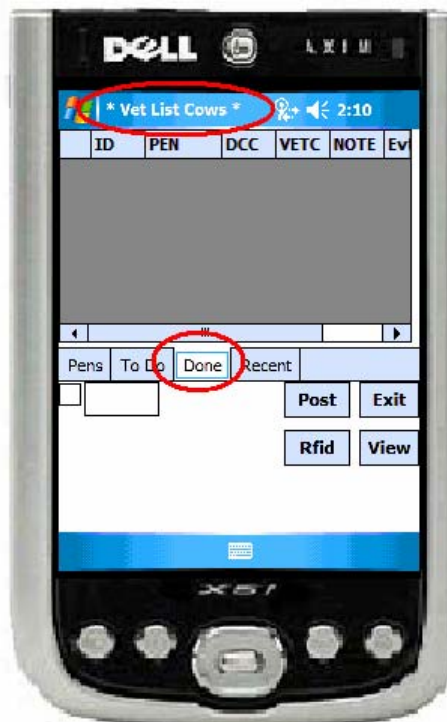 DELL AXIM
* Vet List Cows * 2:10
ID PEN DCC VETC NOTE Evt
Pens To Do Done Recent
Post Exit
Rfid View
X51